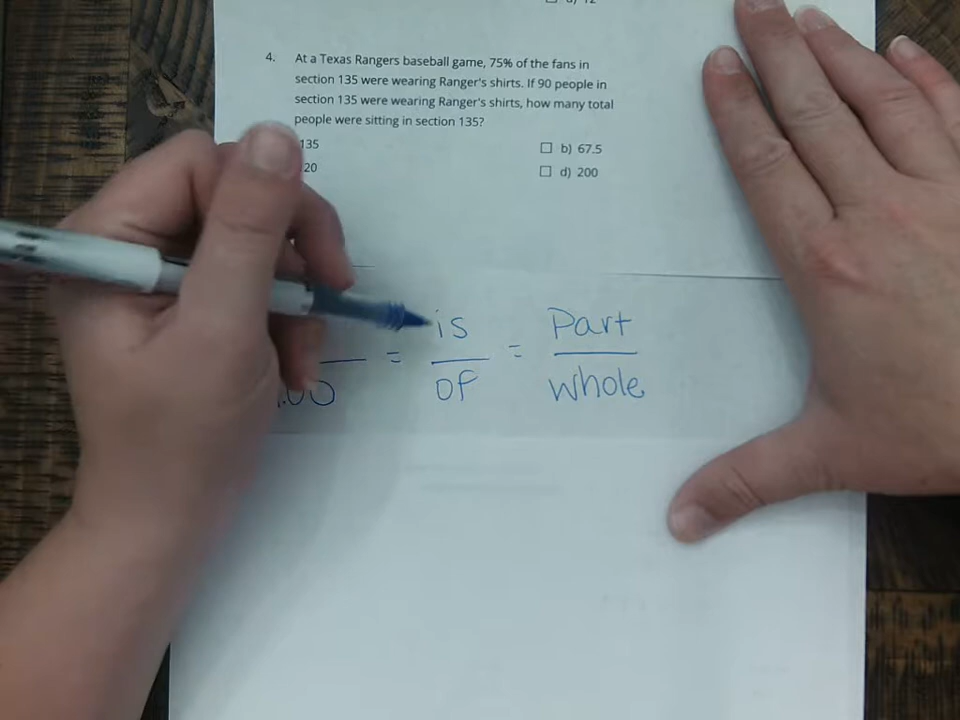 4. At a Texas Rangers baseball game, 75% of the fans in
section 135 were wearing Ranger's shirts. If 90 people in
section 135 were wearing Ranger's shirts, how many total
people were sitting in section 135?
135 b) 67.5
20 d) 200
= is = Part
00 of whole